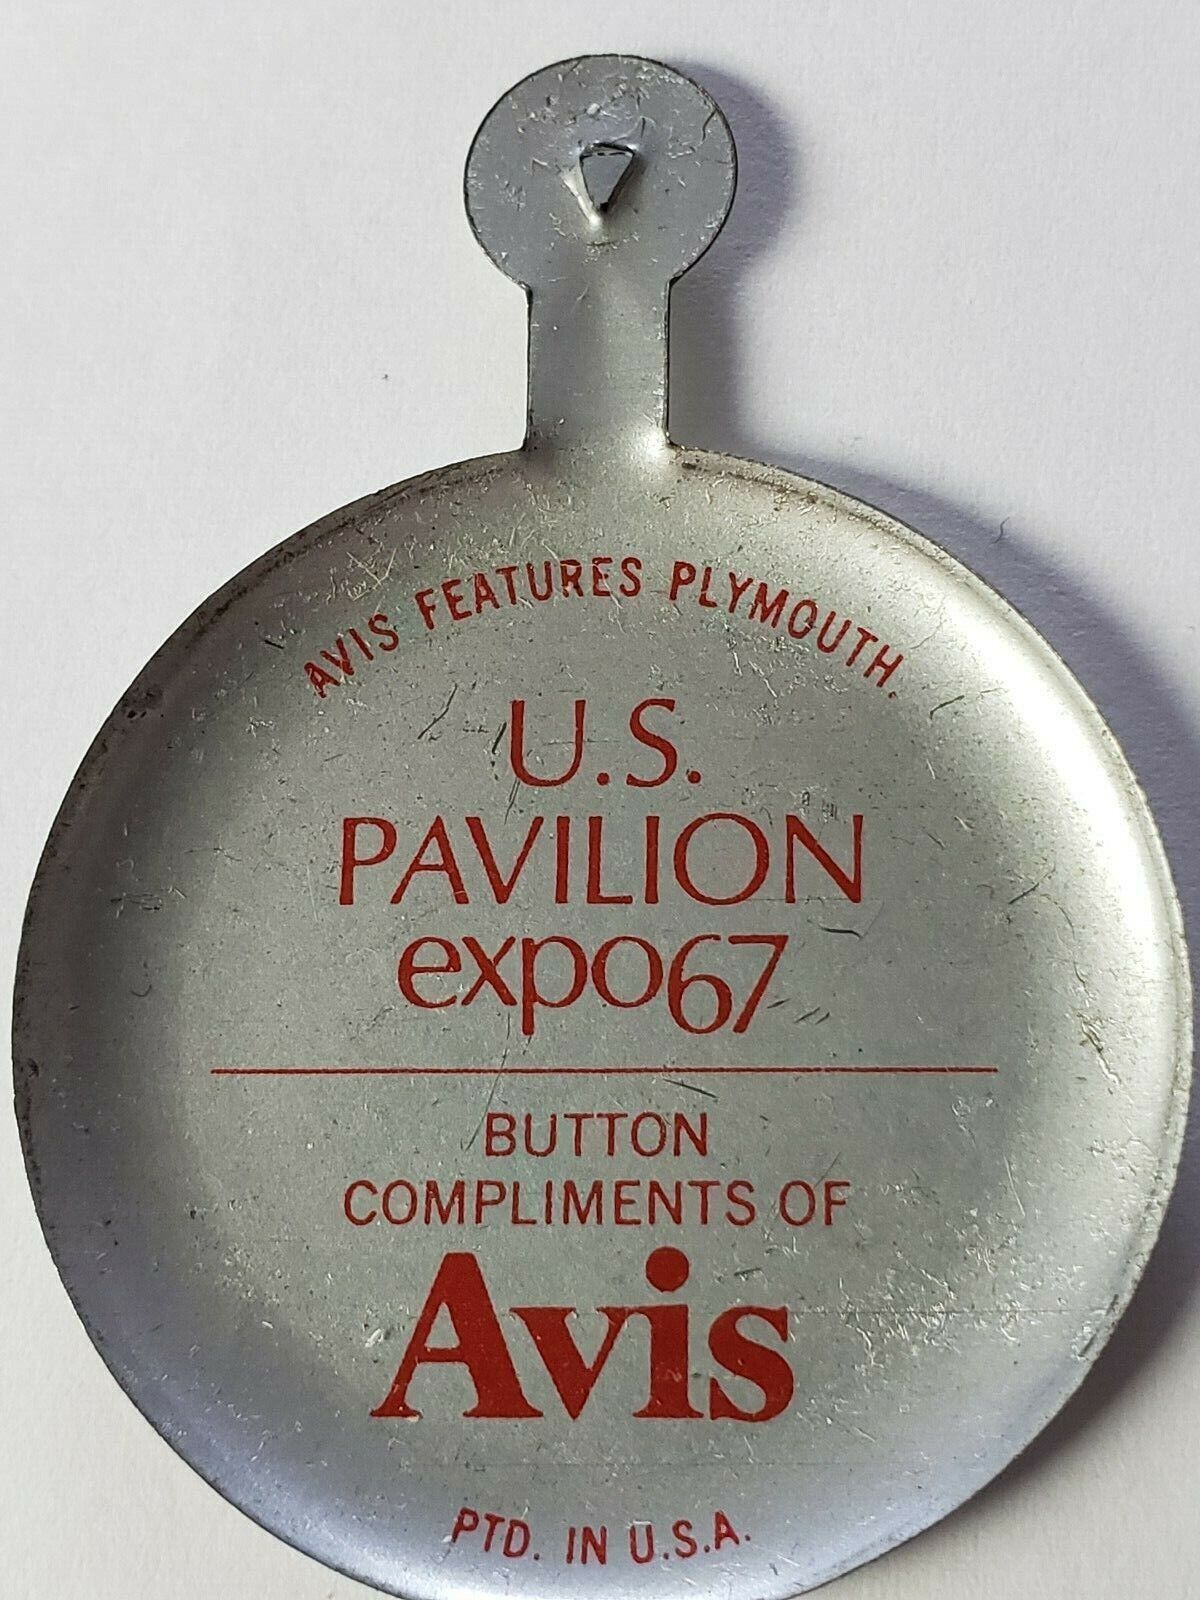 AVIS FEATURES PLYMOUTH.
U.S.
PAVILION
expo67
BUTTON
COMPLIMENTS OF
Avis
PTD. IN U.S.A.